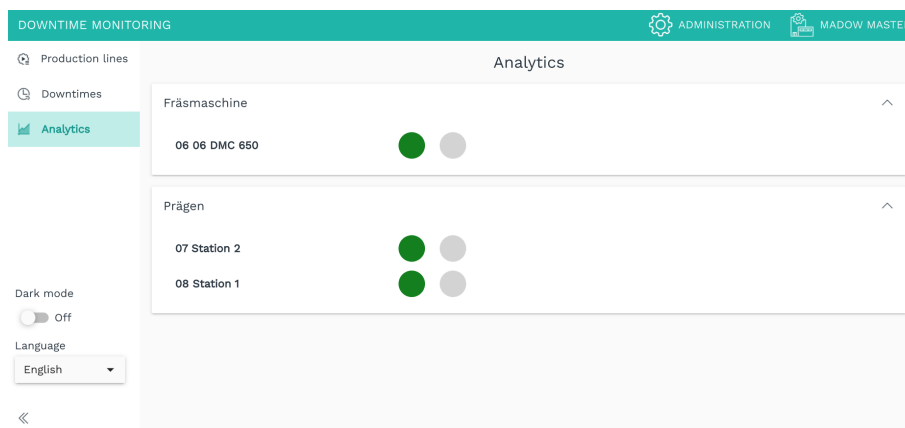 DOWNTIME MONITORING
ADMINISTRATION
MADOW MASTER
Production lines
Downtimes
Analytics
Analytics
Fräsmaschine
06 06 DMC 650
Prägen
07 Station 2
08 Station 1
Dark mode
Off
Language
English